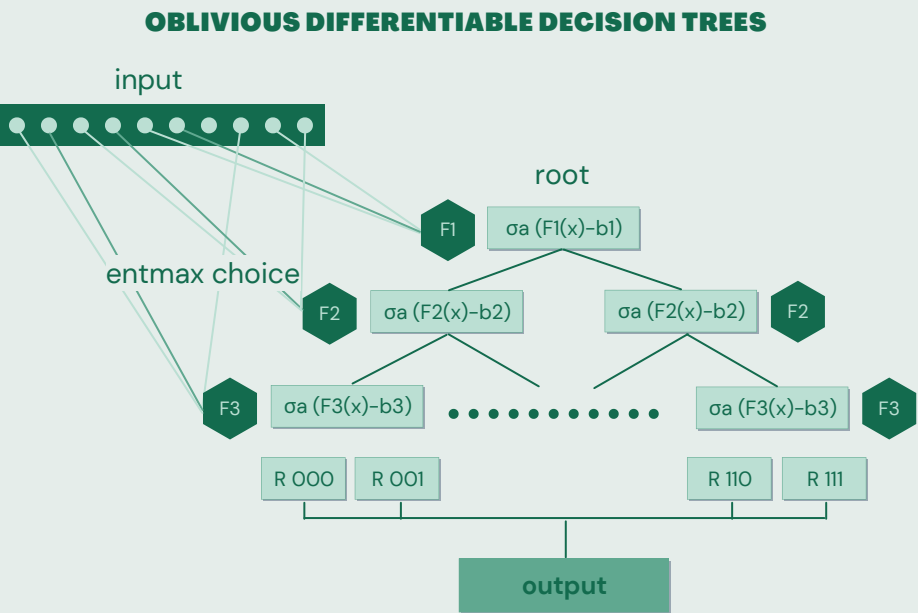 OBLIVIOUS DIFFERENTIABLE DECISION TREES
input
root
F1
σa (F1(x)-b1)
entmax choice
F2
σa (F2(x)-b2)
σa (F2(x)-b2)
F2
F3
σa (F3(x)-b3)
σa (F3(x)-b3)
F3
R 000
R 001
R 110
R 111
output